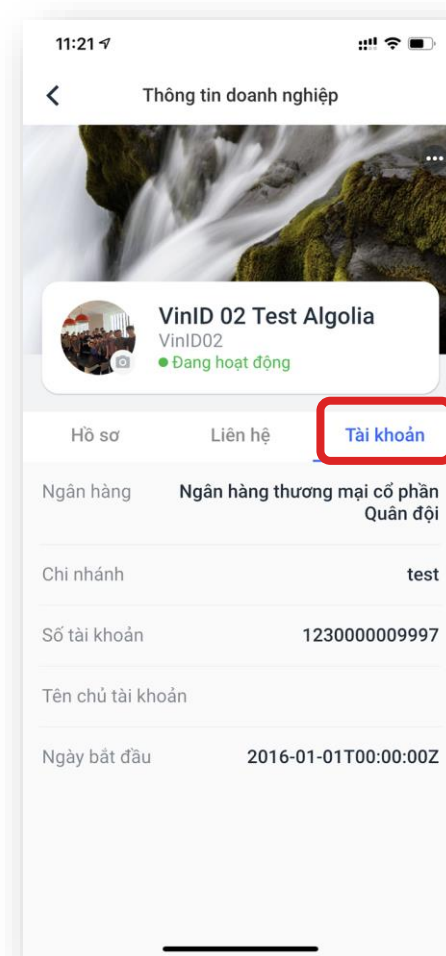 11:21
Thông tin doanh nghiệp
VinID 02 Test Algolia
VinID02
Đang hoạt động
Hồ sơ Liên hệ Tài khoản
Ngân hàng Ngân hàng thương mại cổ phần
Quân đội
Chi nhánh test
Số tài khoản 1230000009997
Tên chủ tài khoản
Ngày bắt đầu 2016-01-01T00:00:00Z